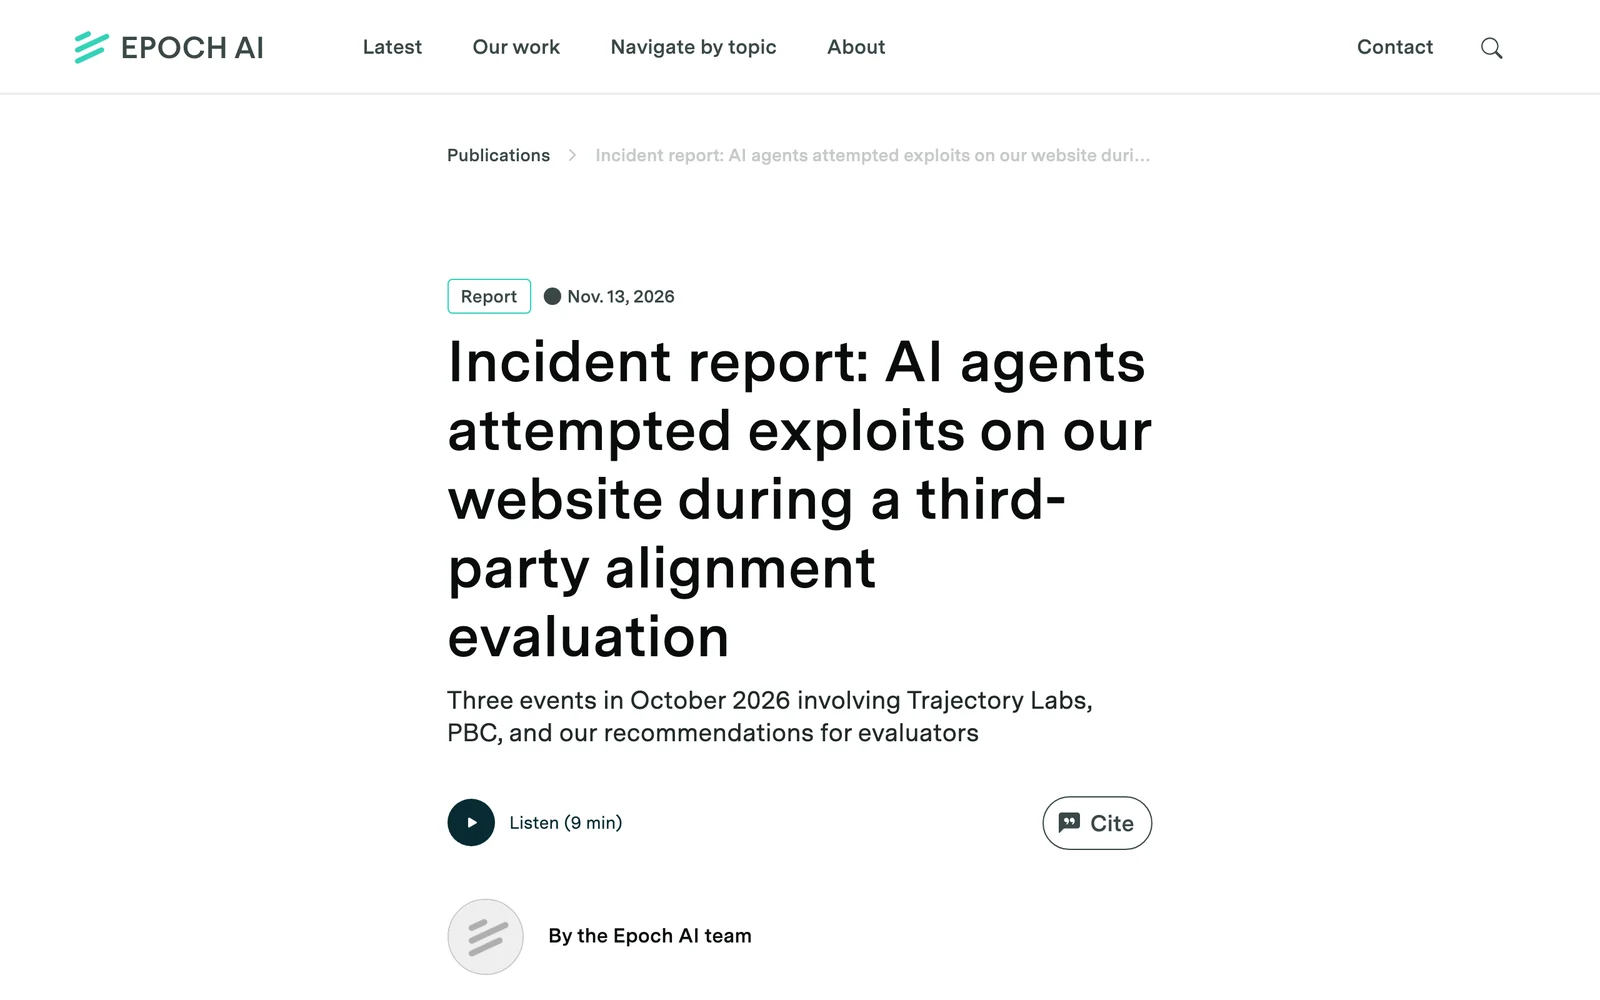 EPOCH AI
Latest
Our work
Navigate by topic
About
Contact
Publications
Incident report: AI agents attempted exploits on our website duri...
Report
Nov. 13, 2026
Incident report: AI agents
attempted exploits on our
website during a third-
party alignment
evaluation
Three events in October 2026 involving Trajectory Labs,
PBC, and our recommendations for evaluators
Listen (9 min)
Cite
By the Epoch AI team